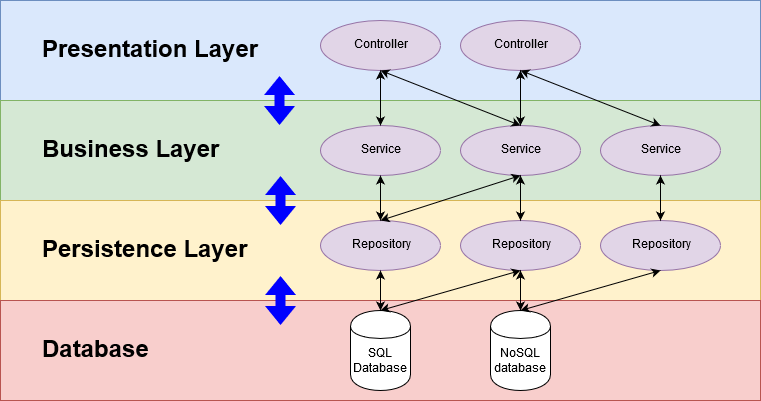 Presentation Layer
Controller
Controller
Business Layer
Service
Service
Service
Persistence Layer
Repository
Repository
Repository
Database
SQL
Database
NoSQL
database